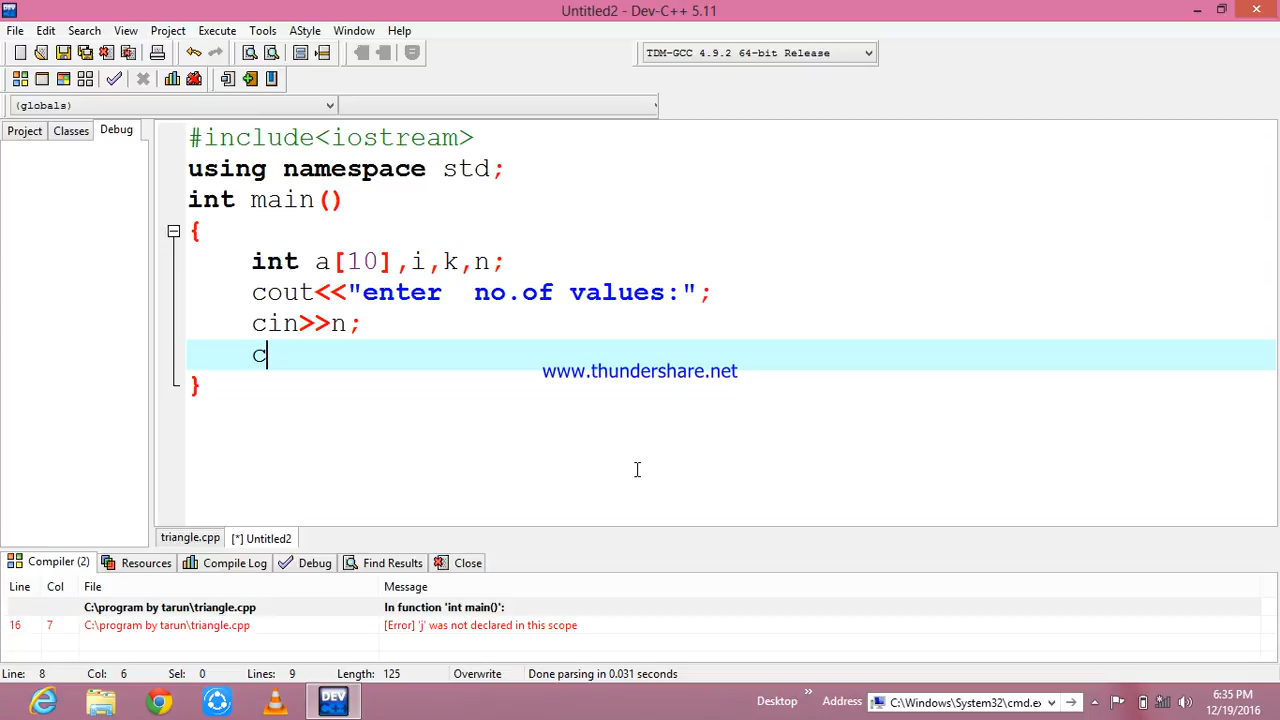 Untitled2 - Dev-C++ 5.11
File Edit Search View Project Execute Tools AStyle Window Help
TDM-GCC 4.9.2 64-bit Release
(globals)
Project Classes Debug
#include<iostream>
using namespace std;
int main()
{
int a[10],i,k,n;
cout<<"enter  no.of values:";
cin>>n;
c
www.thundershare.net
}
triangle.cpp [*] Untitled2
Compiler (2) Resources Compile Log Debug Find Results Close
Line Col File Message
C:\program by tarun\triangle.cpp In function 'int main()':
16 7 C:\program by tarun\triangle.cpp [Error] 'j' was not declared in this scope
Line: 8 Col: 6 Sel: 0 Lines: 9 Length: 125 Overwrite Done parsing in 0.031 seconds
DEV
Desktop » Address C:\Windows\System32\cmd.ex
6:35 PM
12/19/2016